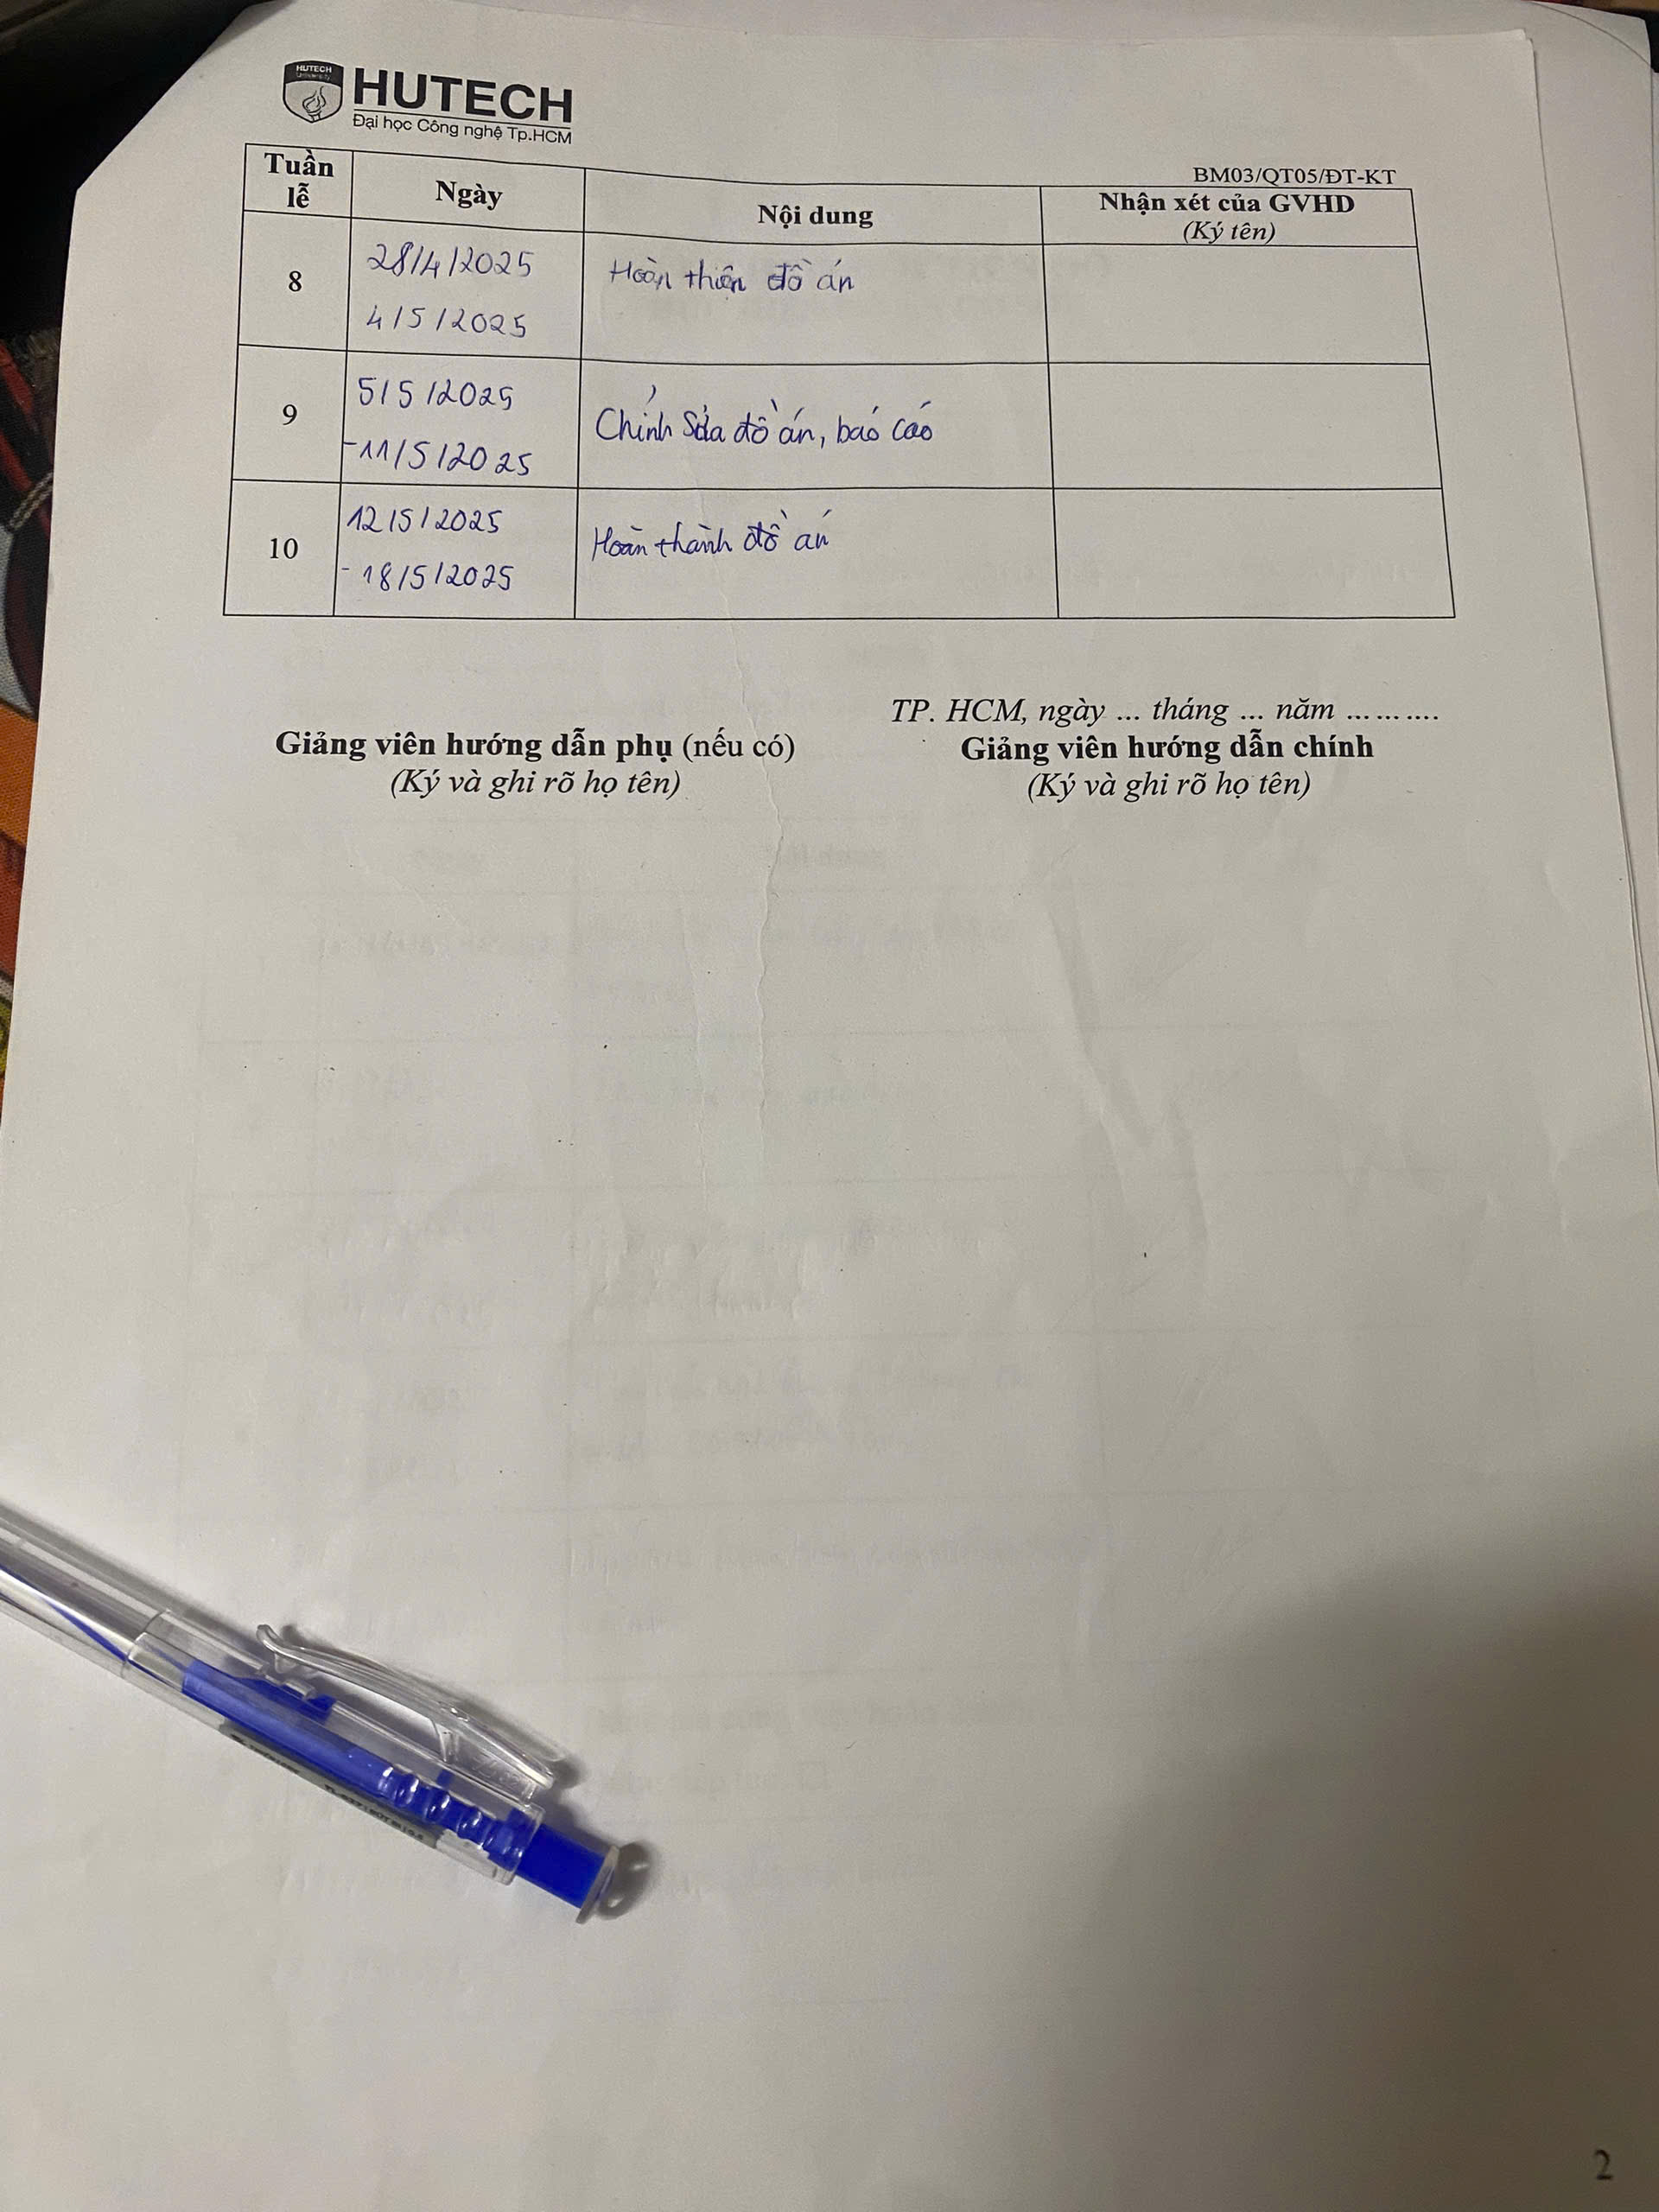 HUTECH
University
HUTECH
Đại học Công nghệ Tp.HCM
BM03/QT05/ĐT-KT
Tuần lễ Ngày Nội dung Nhận xét của GVHD
(Ký tên)
8 28/4/2025 Hoàn thiện đồ án
4/5/2025
9 5/5/2025 Chỉnh sửa đồ án, báo cáo
-11/5/2025
10 12/5/2025 Hoàn thành đồ án
- 18/5/2025
TP. HCM, ngày ... tháng ... năm ..........
Giảng viên hướng dẫn phụ (nếu có) Giảng viên hướng dẫn chính
(Ký và ghi rõ họ tên) (Ký và ghi rõ họ tên)
2